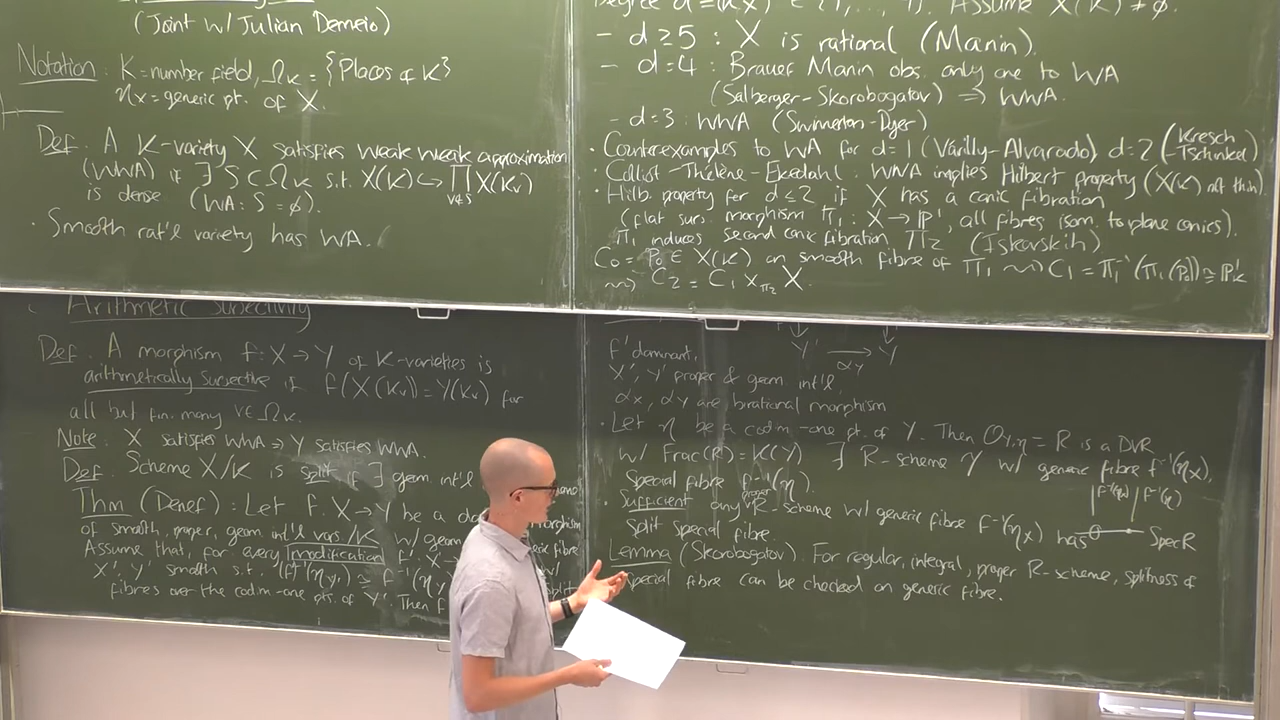 (Joint w/ Julian Demeio)
Notation: K = number field, Ω_K = {Places of K}
η_X = generic pt. of X.
Def. A K-variety X satisfies weak weak approximation
(WWA) if ∃ S ⊂ Ω_K s.t. X(K) ↪ ∏_{v∉S} X(K_v)
is dense. (WA: S = ∅).
· Smooth rat'l variety has WA.
Assume X(K) ≠ ∅.
- d ≥ 5 : X is rational (Manin).
- d=4 : Brauer Manin obs. only one to WA
(Salberger-Skorobogatov) ⇒ WWA.
- d=3 : WWA (Swinnerton-Dyer)
· Counterexamples to WA for d=1 (Várilly-Alvarado), d=2 (Kresch-Tschinkel)
· Colliot-Thélène-Ekedahl: WWA implies Hilbert property (X(K) not thin)
· Hilb. property for d≤2 if X has a conic fibration
(flat surj. morphism π_1 : X → P^1, all fibres isom. to plane conics).
π_1 induces second conic fibration π_2 (Iskovskih)
C_0 = P_0 ∈ X(K) on smooth fibre of π_1 ⇝ C_1 = π_1^{-1}(π_1(P_0)) ≅ P^1_K
⇝ C_2 = C_1 ×_{π_2} X.
Arithmetic Surjectivity
Def. A morphism f: X → Y of K-varieties is
arithmetically surjective if f(X(K_v)) = Y(K_v) for
all but fin. many v ∈ Ω_K.
Note. X satisfies WWA ⇒ Y satisfies WWA.
Def. Scheme X/K is split if ∃ geom. int'l
Thm (Denef): Let f: X → Y be a
of smooth, proper, geom. int'l vars/K w/ geom
Assume that, for every modification f': X'
X', Y' smooth s.t. (f')^{-1}(η_{Y'}) ≅ f^{-1}(η_Y
fibres over the codim-one pts. of Y'. Then f
Y' → Y
α_Y
f' dominant,
X', Y' proper & geom. int'l,
α_X, α_Y are birational morphism
· Let η be a codim-one pt. of Y. Then O_{Y,η} = R is a DVR
w/ Frac(R) = K(Y) ∃ R-scheme 𝒴 w/ generic fibre f^{-1}(η_X),
special fibre f^{-1}(η).
|f^{-1}(η_X) | f^{-1}(η)
· Sufficient any proper R-scheme w/ generic fibre f^{-1}(η_X) has
split special fibre.
Spec R
Lemma (Skorobogatov). For regular, integral, proper R-scheme, splitness of
special fibre can be checked on generic fibre.